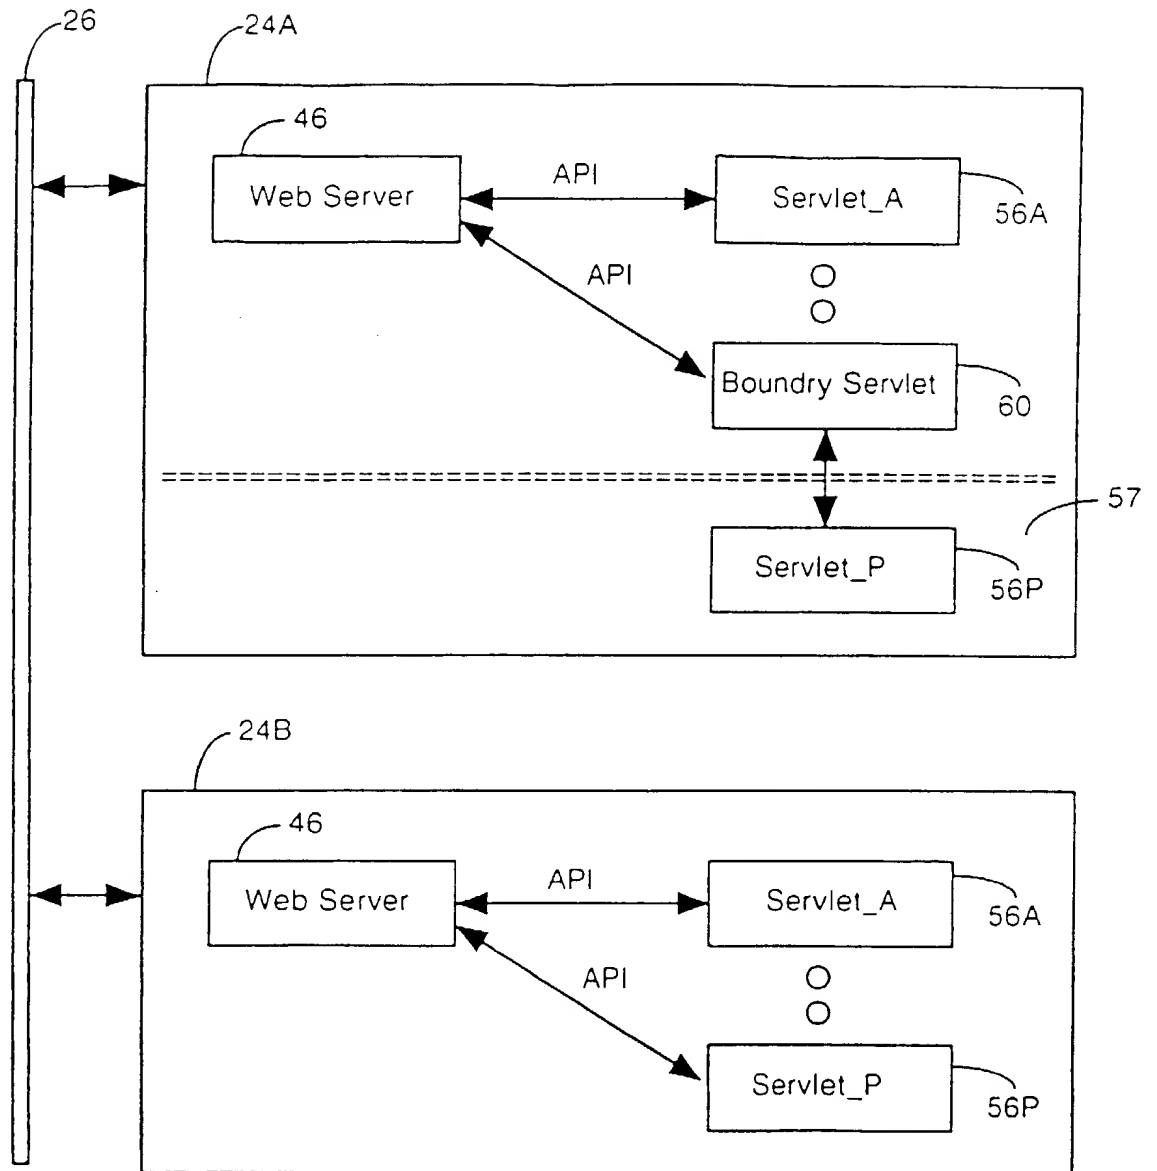 26
24A
46
Web Server
API
Servlet_A
56A
API
Boundry Servlet
60
57
Servlet_P
56P
24B
46
Web Server
API
Servlet_A
56A
API
Servlet_P
56P